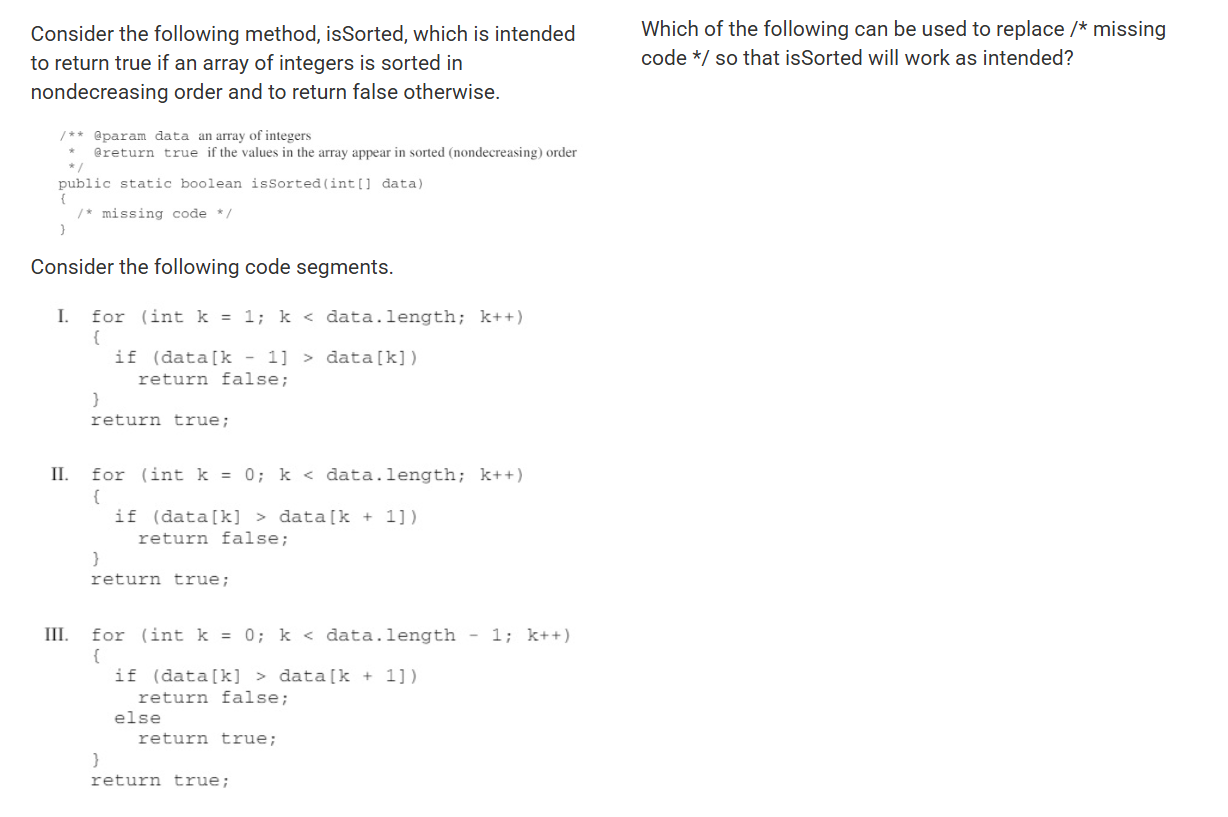 Consider the following method, isSorted, which is intended
to return true if an array of integers is sorted in
nondecreasing order and to return false otherwise.
/** @param data an array of integers
* @return true if the values in the array appear in sorted (nondecreasing) order
*/
public static boolean isSorted(int[] data)
{
/* missing code */
}
Consider the following code segments.
I. for (int k = 1; k < data.length; k++)
{
if (data[k - 1] > data[k])
return false;
}
return true;
II. for (int k = 0; k < data.length; k++)
{
if (data[k] > data[k + 1])
return false;
}
return true;
III. for (int k = 0; k < data.length - 1; k++)
{
if (data[k] > data[k + 1])
return false;
else
return true;
}
return true;
Which of the following can be used to replace /* missing
code */ so that isSorted will work as intended?